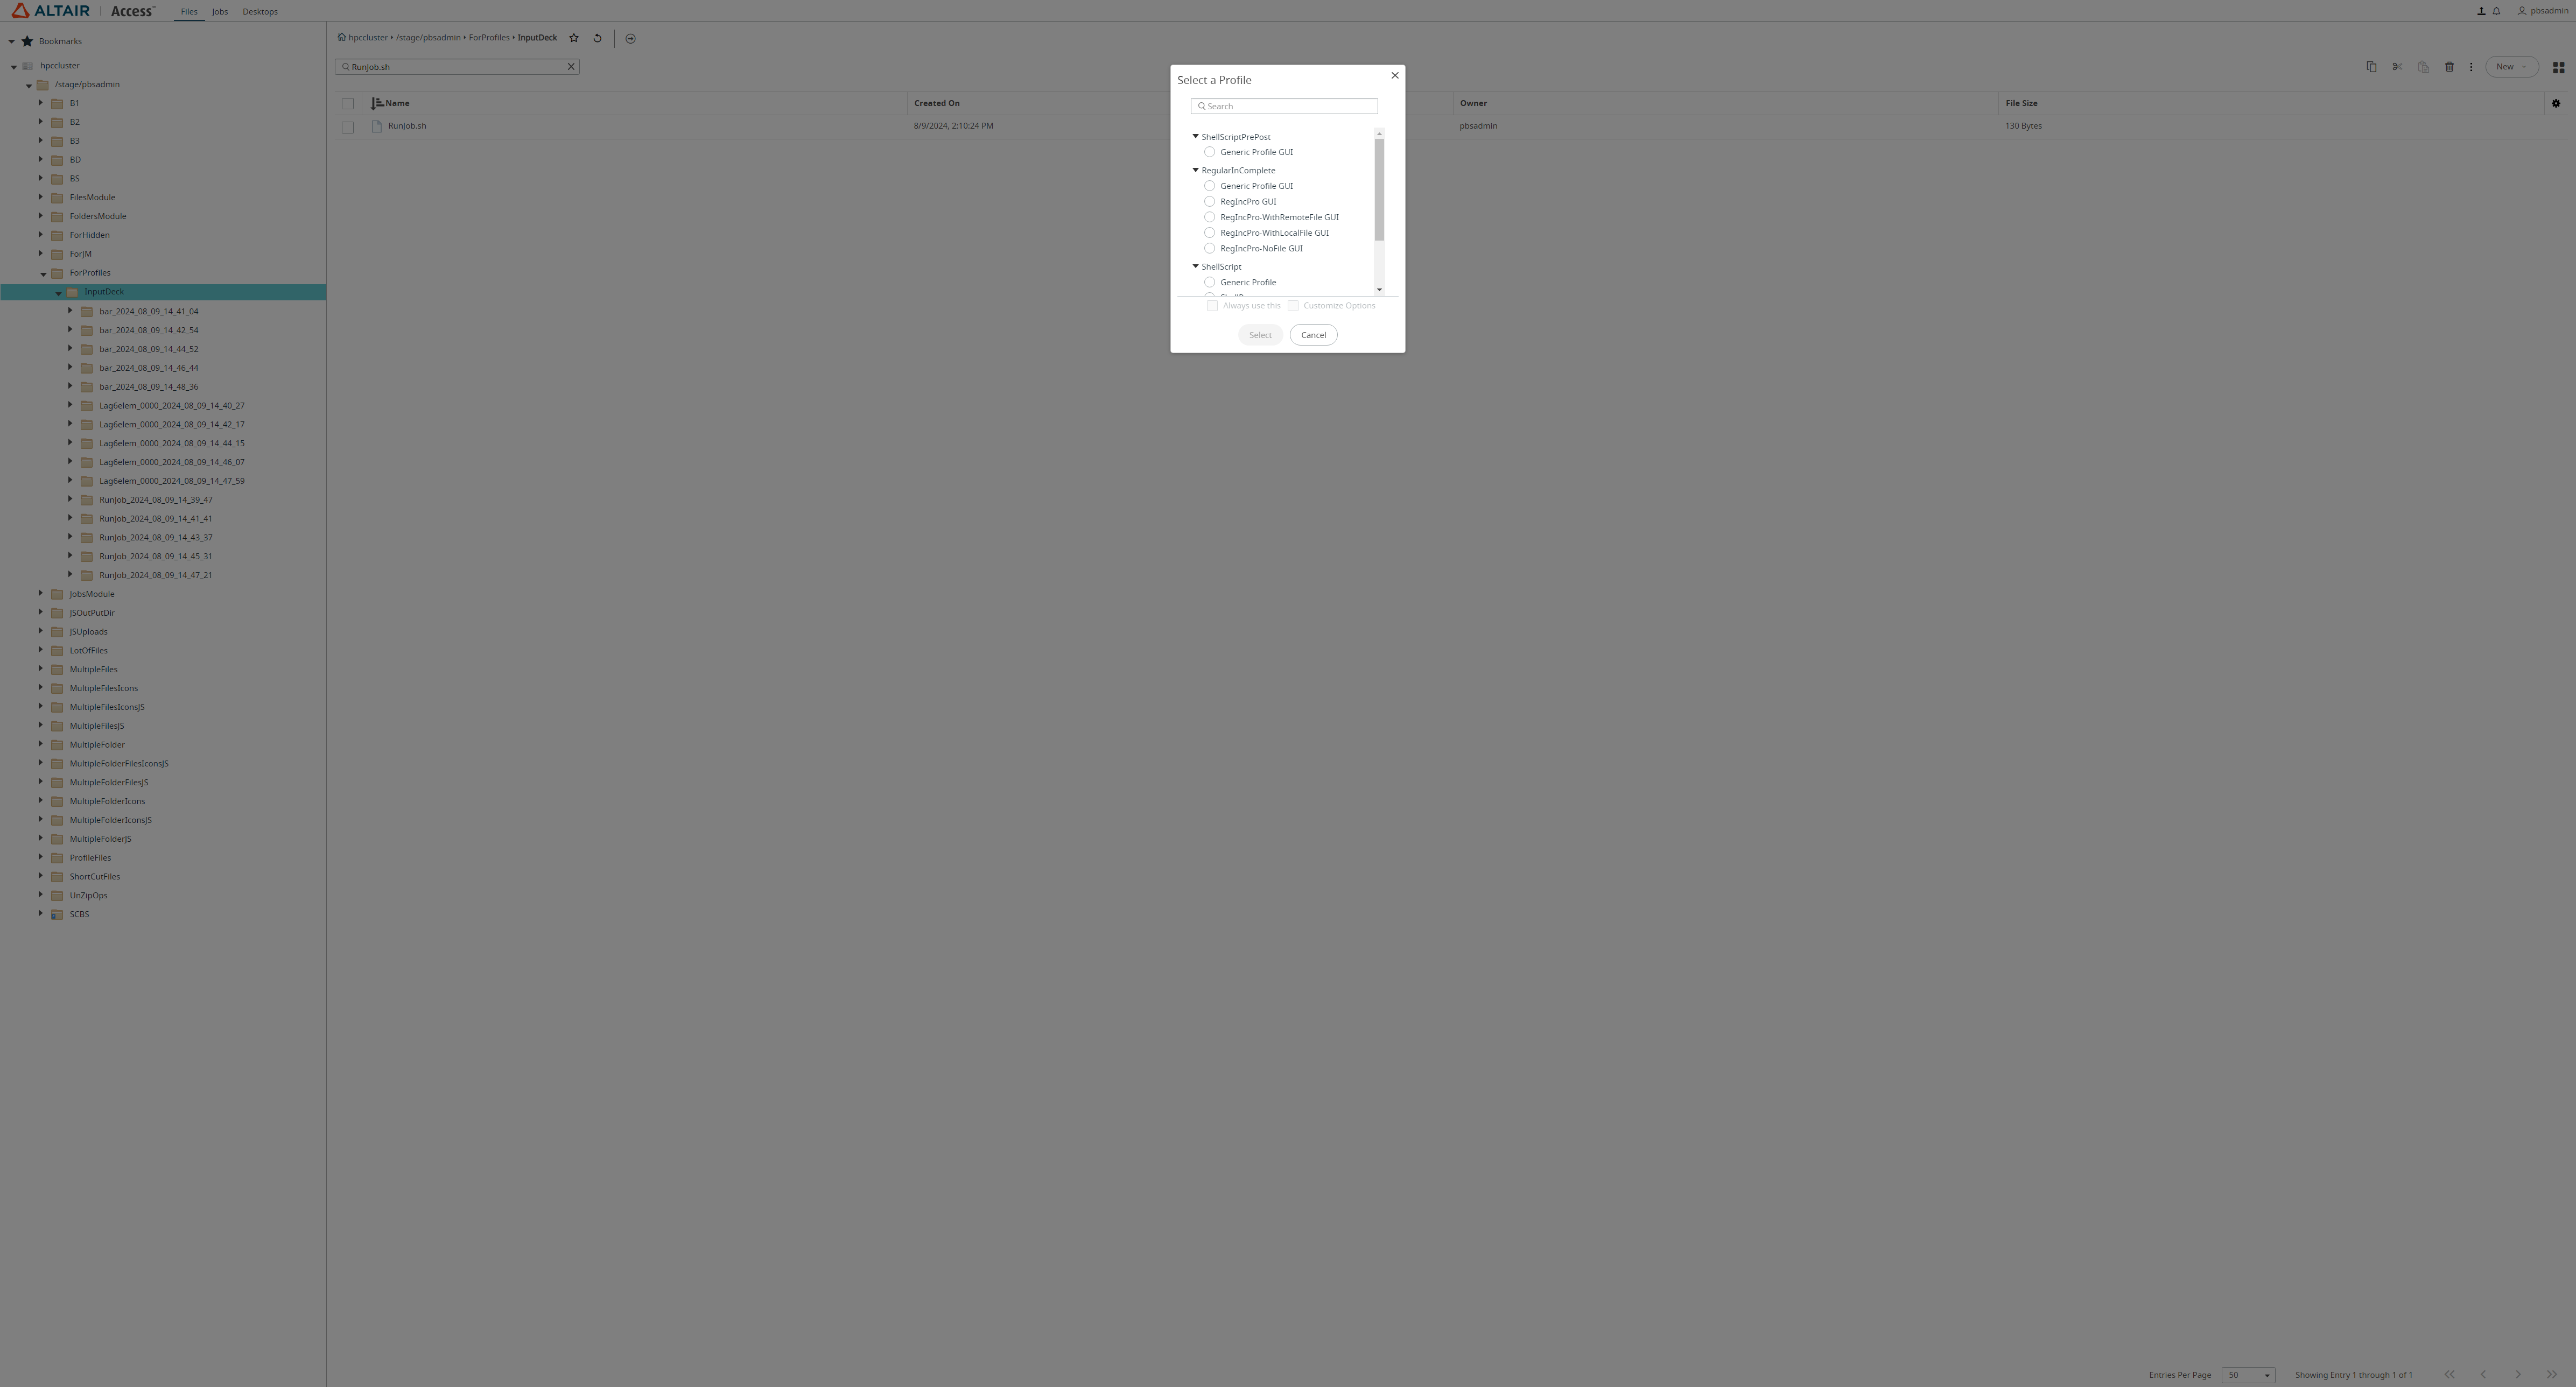 ALTAIR | Access™ Files Jobs Desktops pbsadmin
Bookmarks
hpccluster
/stage/pbsadmin
B1
B2
B3
BD
BS
FilesModule
FoldersModule
ForHidden
ForJM
ForProfiles
InputDeck
bar_2024_08_09_14_41_04
bar_2024_08_09_14_42_54
bar_2024_08_09_14_44_52
bar_2024_08_09_14_46_44
bar_2024_08_09_14_48_36
Lag6elem_0000_2024_08_09_14_40_27
Lag6elem_0000_2024_08_09_14_42_17
Lag6elem_0000_2024_08_09_14_44_15
Lag6elem_0000_2024_08_09_14_46_07
Lag6elem_0000_2024_08_09_14_47_59
RunJob_2024_08_09_14_39_47
RunJob_2024_08_09_14_41_41
RunJob_2024_08_09_14_43_37
RunJob_2024_08_09_14_45_31
RunJob_2024_08_09_14_47_21
JobsModule
JSOutPutDir
JSUploads
LotOfFiles
MultipleFiles
MultipleFilesIcons
MultipleFilesIconsJS
MultipleFilesJS
MultipleFolder
MultipleFolderFilesIconsJS
MultipleFolderFilesJS
MultipleFolderIcons
MultipleFolderIconsJS
MultipleFolderJS
ProfileFiles
ShortCutFiles
UnZipOps
SCBS
hpccluster /stage/pbsadmin ForProfiles InputDeck
RunJob.sh
New
Name Created On Owner File Size
RunJob.sh 8/9/2024, 2:10:24 PM pbsadmin 130 Bytes
Select a Profile
Search
ShellScriptPrePost
Generic Profile GUI
RegularInComplete
Generic Profile GUI
RegIncPro GUI
RegIncPro-WithRemoteFile GUI
RegIncPro-WithLocalFile GUI
RegIncPro-NoFile GUI
ShellScript
Generic Profile
Always use this Customize Options
Select Cancel
Entries Per Page 50 Showing Entry 1 through 1 of 1